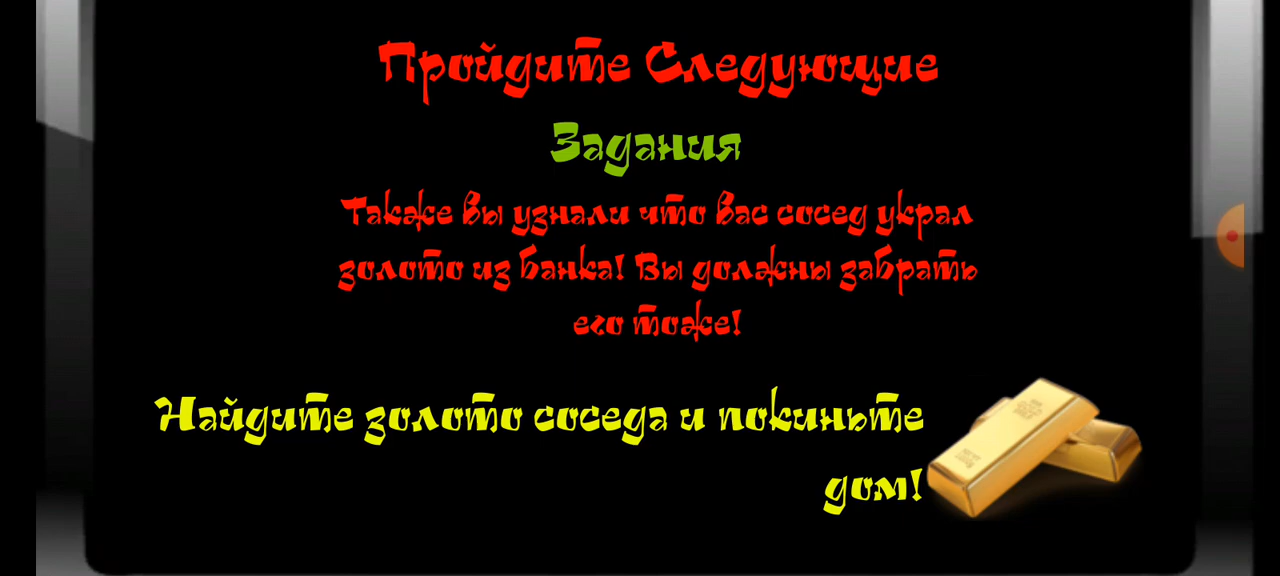 Пройдите Следующие
Задания
Также вы узнали что вас сосед украл
золото из банка! Вы должны забрать
его тоже!
Найдите золото соседа и покиньте
дом!